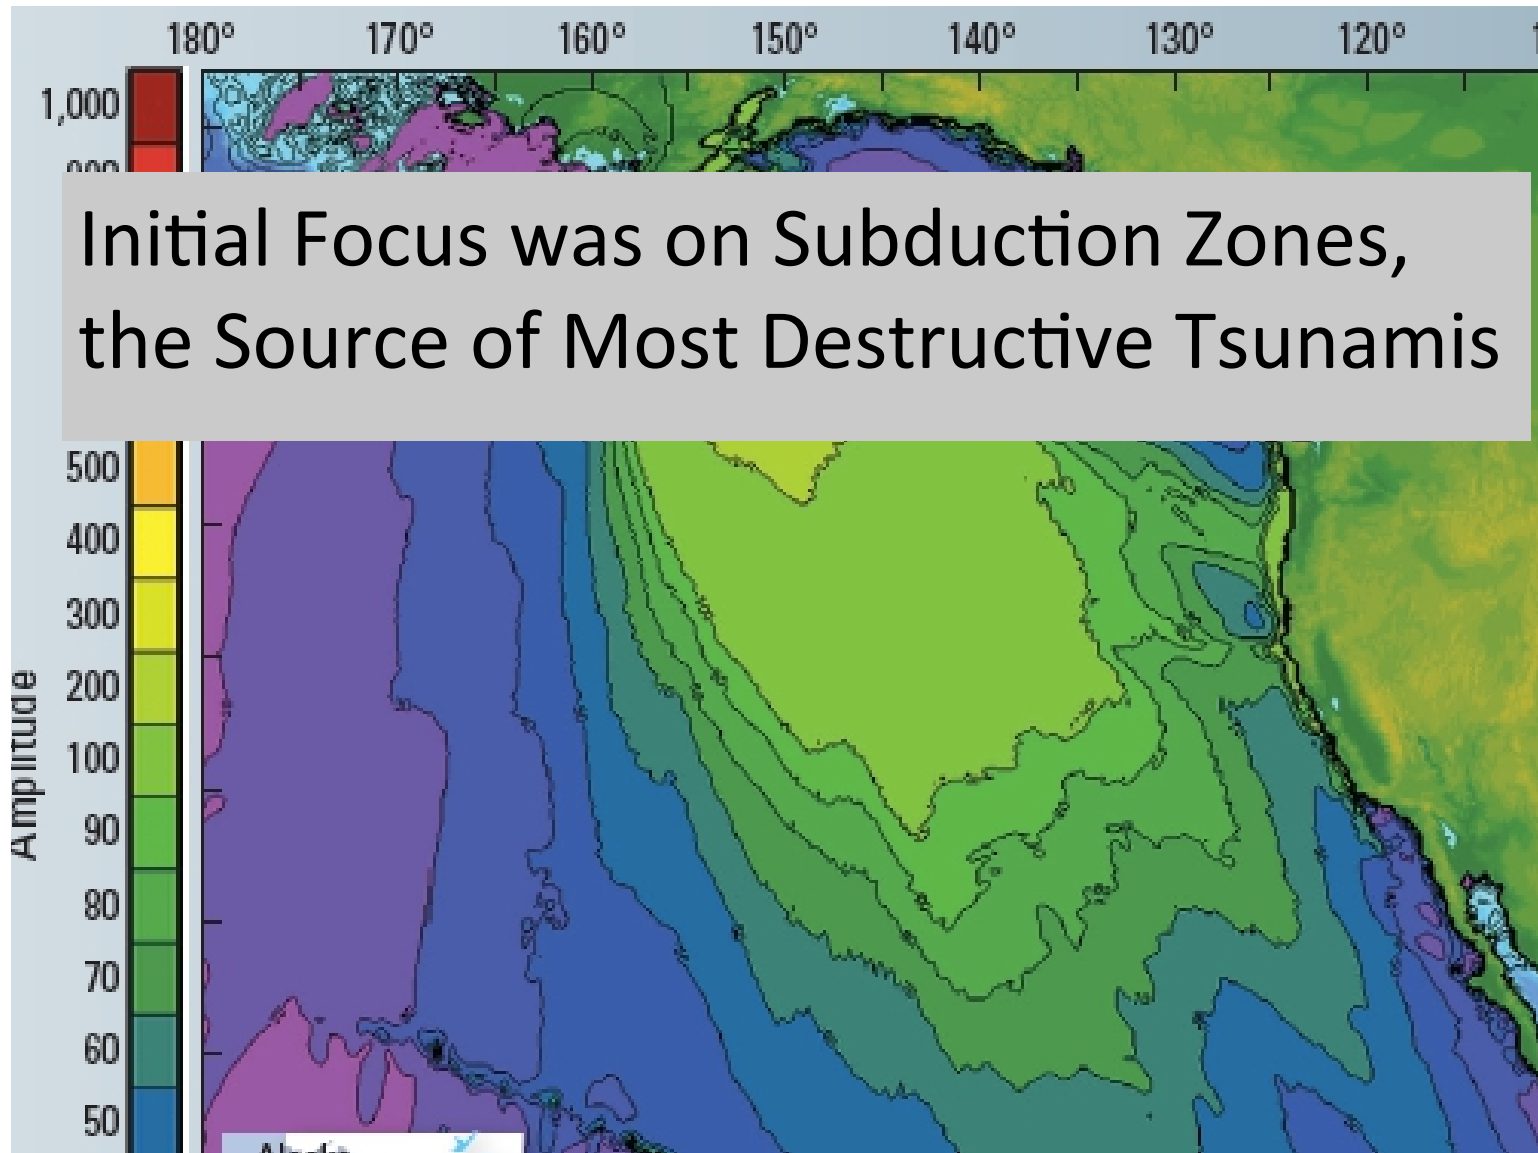 180° 170° 160° 150° 140° 130° 120°
1,000
Initial Focus was on Subduction Zones,
the Source of Most Destructive Tsunamis
500
400
300
200
100
90
80
70
60
50
Amplitude